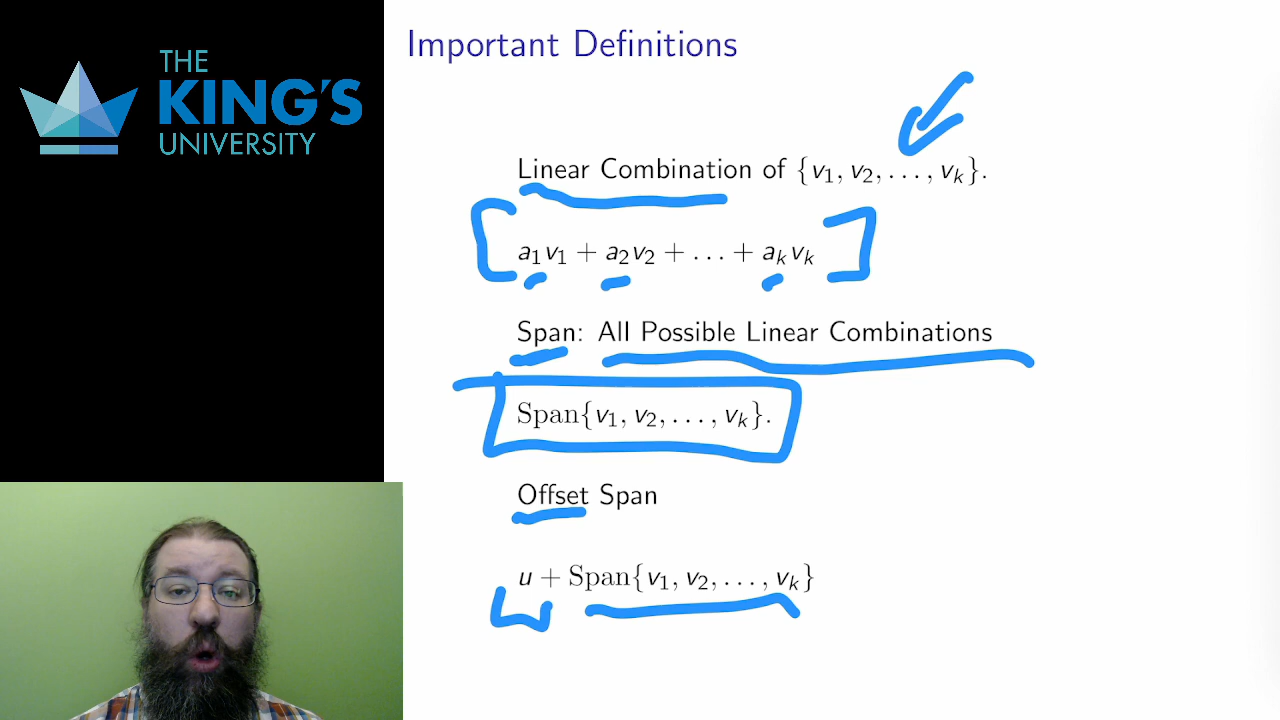 THE
KING'S
UNIVERSITY
Important Definitions
Linear Combination of {v₁, v₂, . . . , vₖ}.
a₁v₁ + a₂v₂ + . . . + aₖvₖ
Span: All Possible Linear Combinations
Span{v₁, v₂, . . . , vₖ}.
Offset Span
u + Span{v₁, v₂, . . . , vₖ}